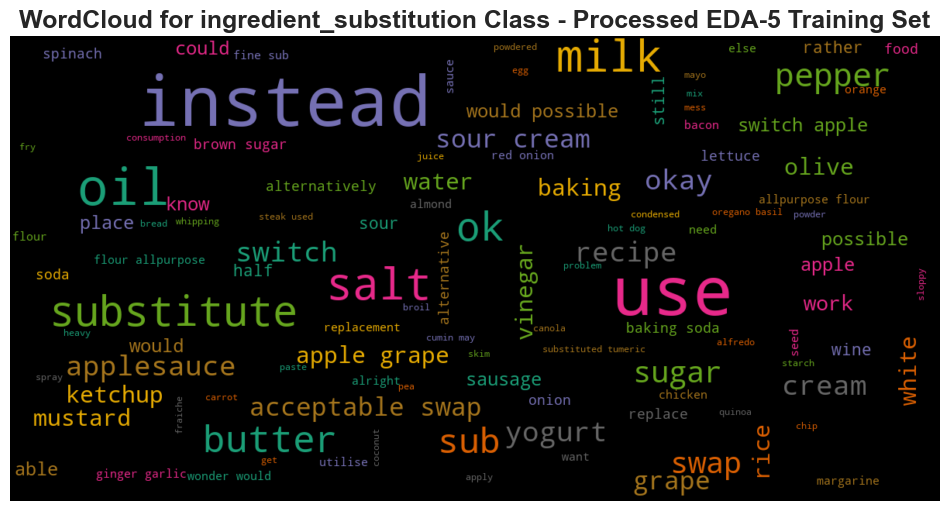 WordCloud for ingredient_substitution Class - Processed EDA-5 Training Set
spinach
could
fine sub
powdered
milk
else
rather
food
egg
sauce
mayo
pepper
orange
instead
would possible
still
mix
mess
bacon
switch apple
consumption
brown sugar
sour cream
fry
juice
red onion
lettuce
olive
oil
know
alternatively
water
baking
okay
almond
allpurpose flour
place
bread
whipping
steak used
sour
ok
condensed
oregano basil
powder
flour
hot dog
need
possible
flour allpurpose
switch
half
alternative
vinegar
recipe
problem
apple
soda
salt
use
sloppy
substitute
broil
work
replacement
canola
baking soda
heavy
would
cumin may
apple grape
skim
substituted tumeric
alfredo
seed
wine
white
applesauce
paste
alright
pea
sausage
sugar
starch
cream
spray
ketchup
carrot
onion
chicken
mustard
fraiche
acceptable swap
replace
quinoa
butter
coconut
sub
yogurt
chip
able
get
utilise
want
swap
rice
ginger garlic
wonder would
apply
grape
margarine